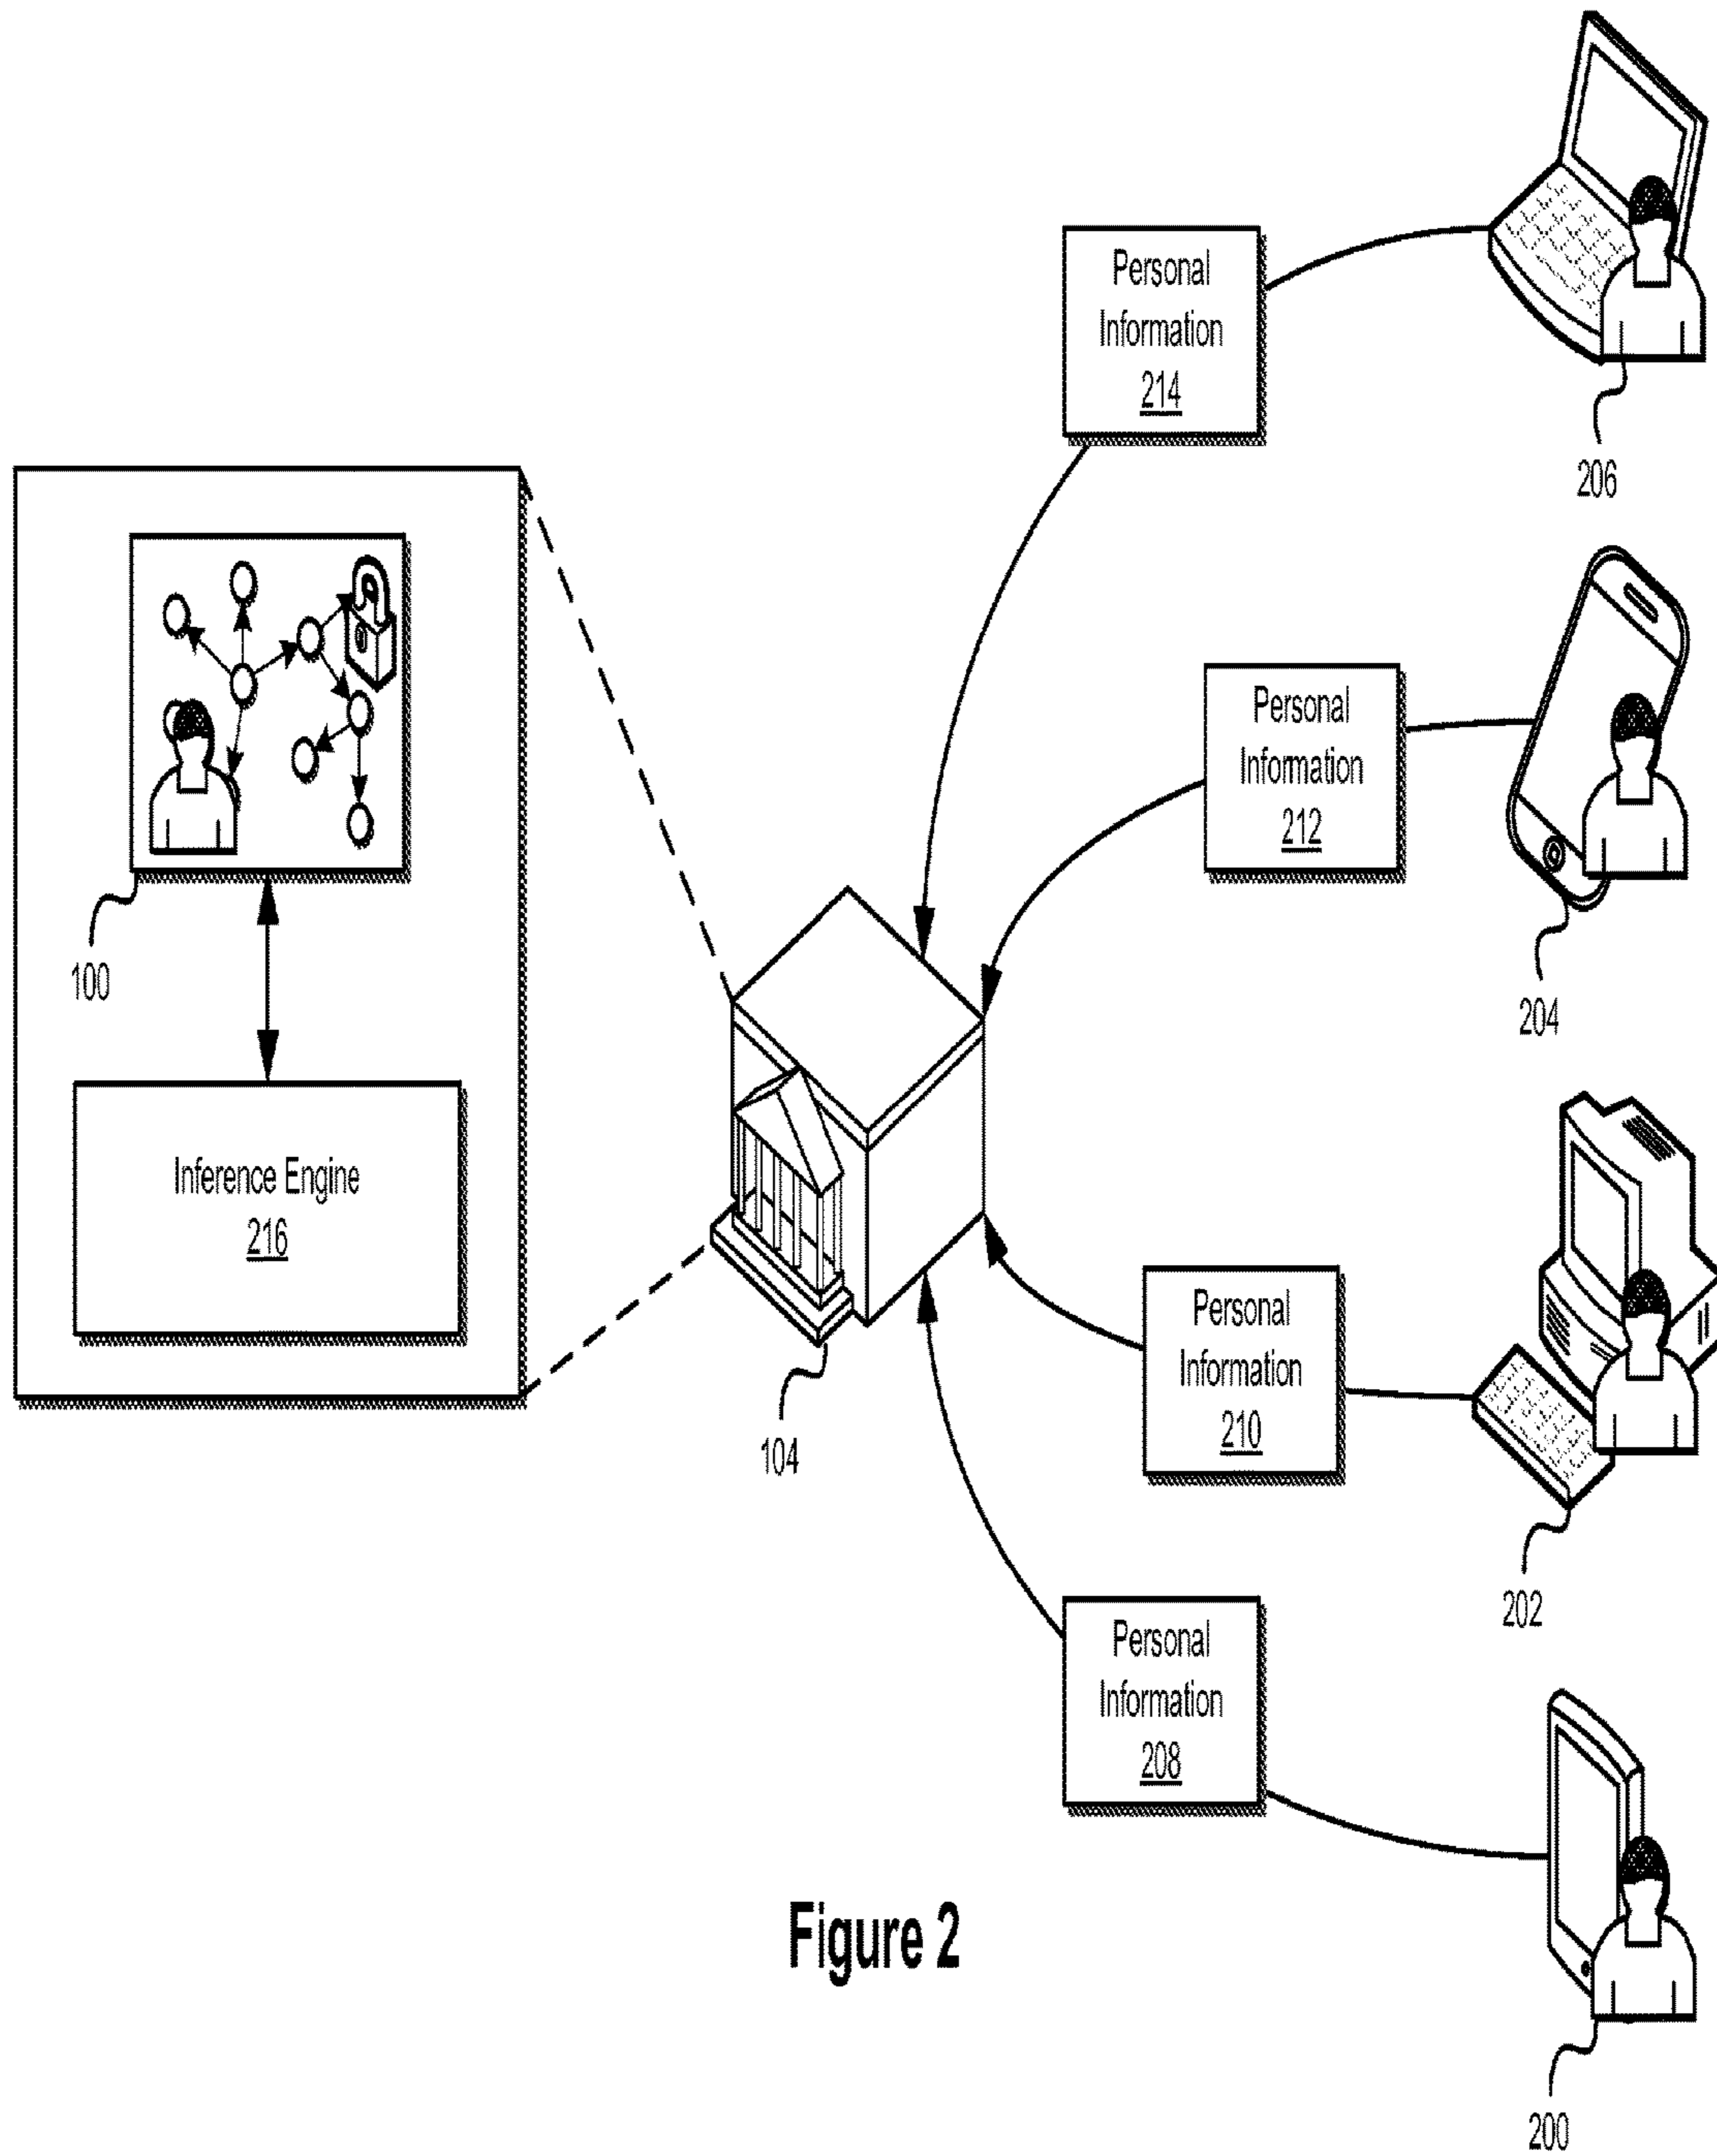 Personal
Information
214
206
Personal
Information
212
204
100
Inference Engine
216
Personal
Information
210
104
202
Personal
Information
208
200
Figure 2